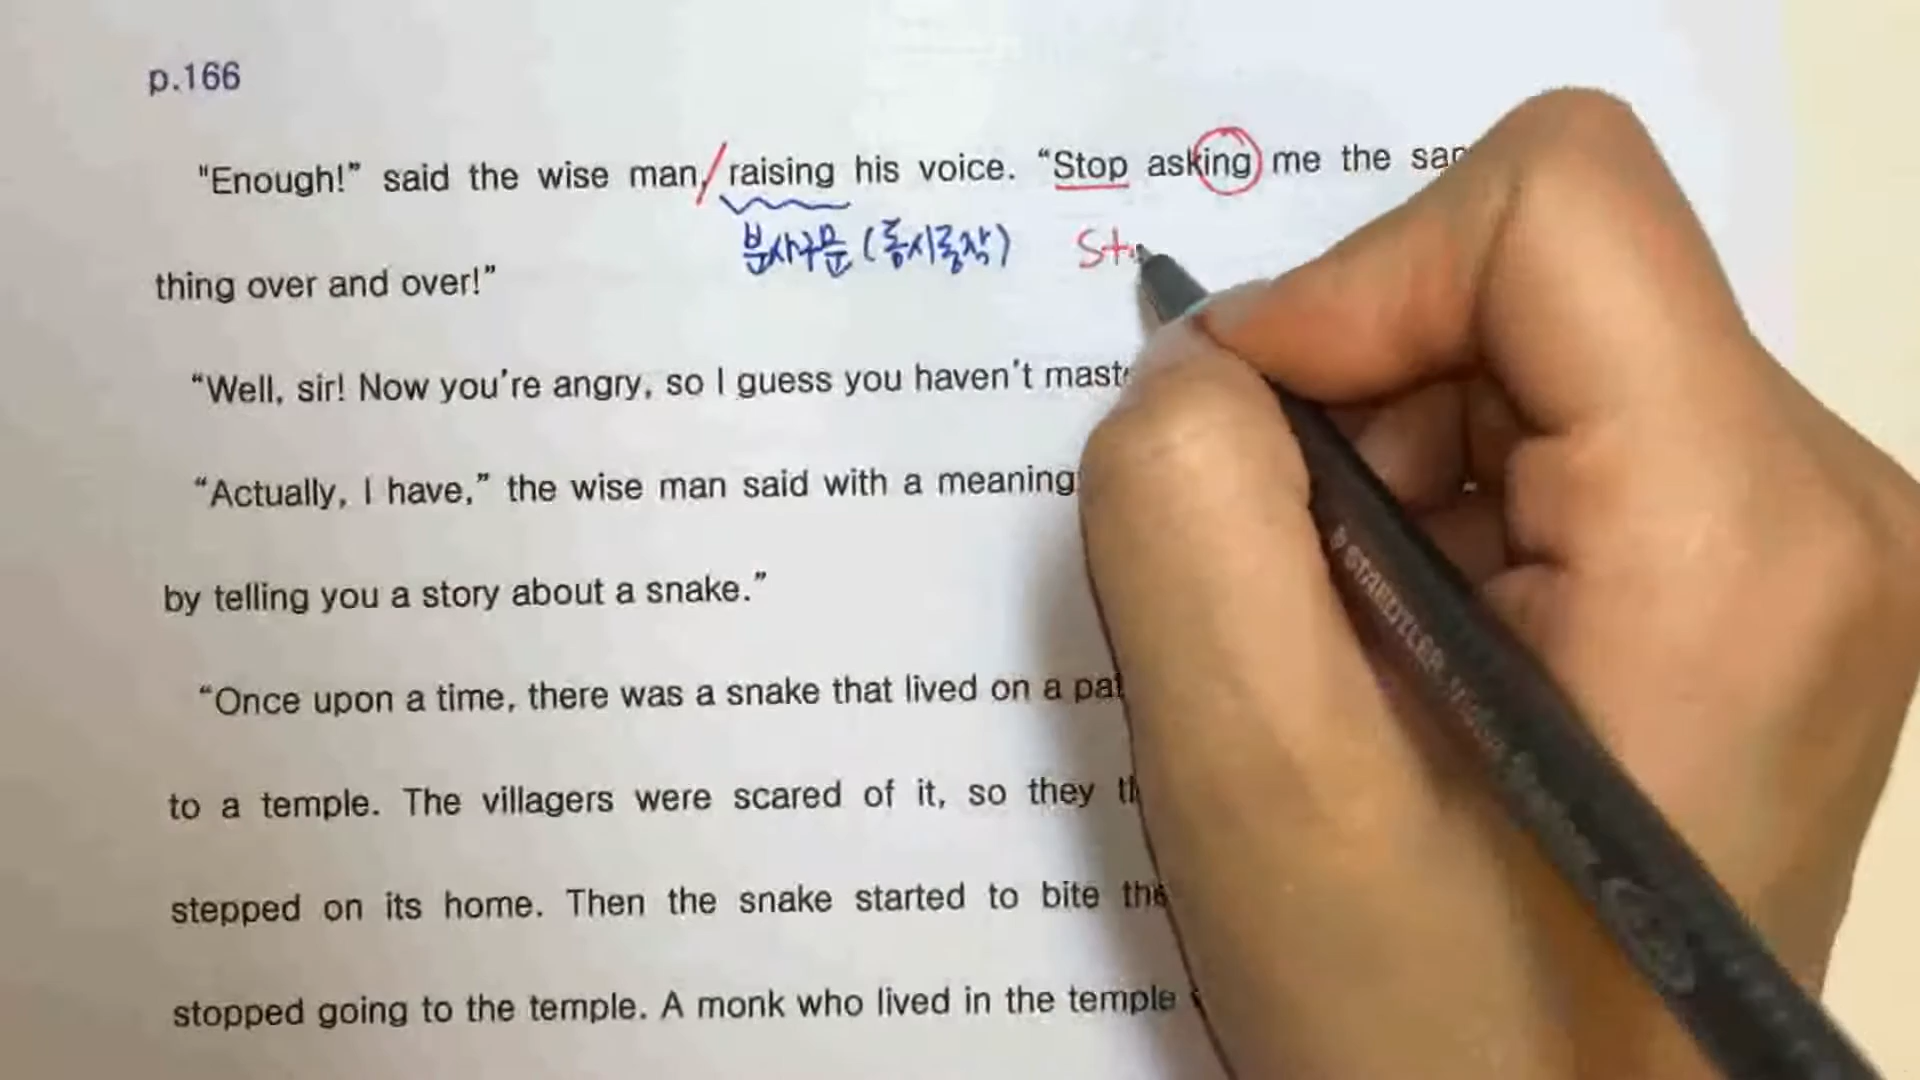 p.166
"Enough!" said the wise man, raising his voice. "Stop asking me the
분사구문 (동시동작) St
thing over and over!"
"Well, sir! Now you're angry, so I guess you haven't
"Actually, I have," the wise man said with a meaning
by telling you a story about a snake."
"Once upon a time, there was a snake that lived on a
to a temple. The villagers were scared of it, so they
stepped on its home. Then the snake started to bite
stopped going to the temple. A monk who lived in the temple
STAEDTLER